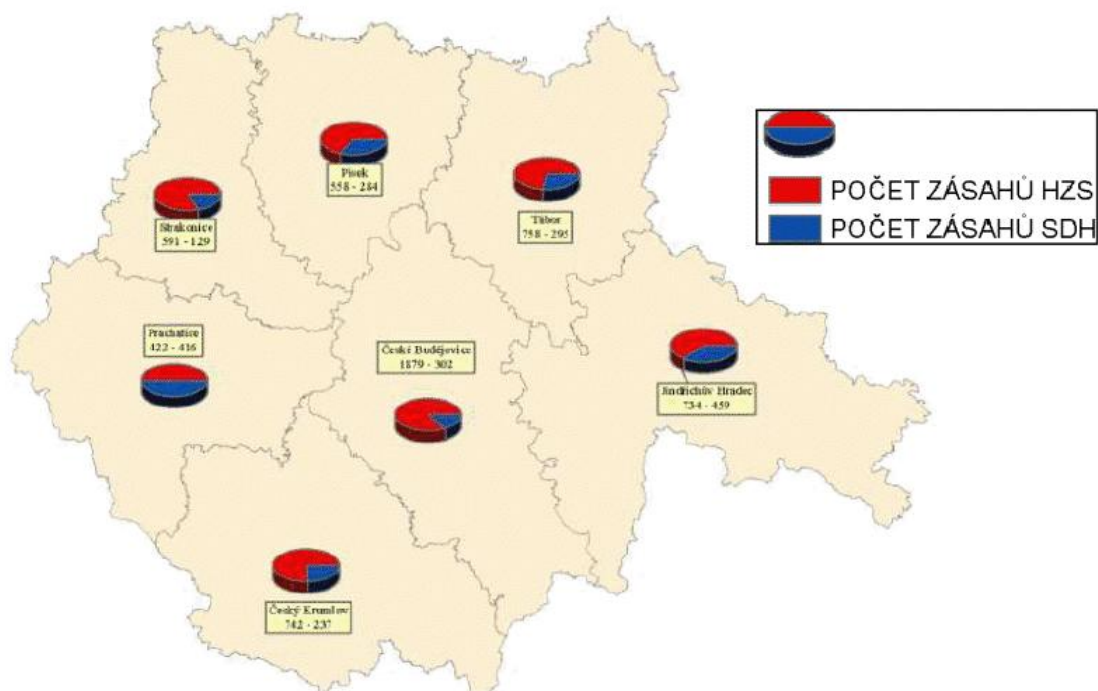 Písek
558 - 284
Strakonice
591 - 129
Tábor
758 - 295
POČET ZÁSAHŮ HZS
POČET ZÁSAHŮ SDH
Prachatice
422 - 416
České Budějovice
1879 - 302
Jindřichův Hradec
734 - 459
Český Krumlov
742 - 237